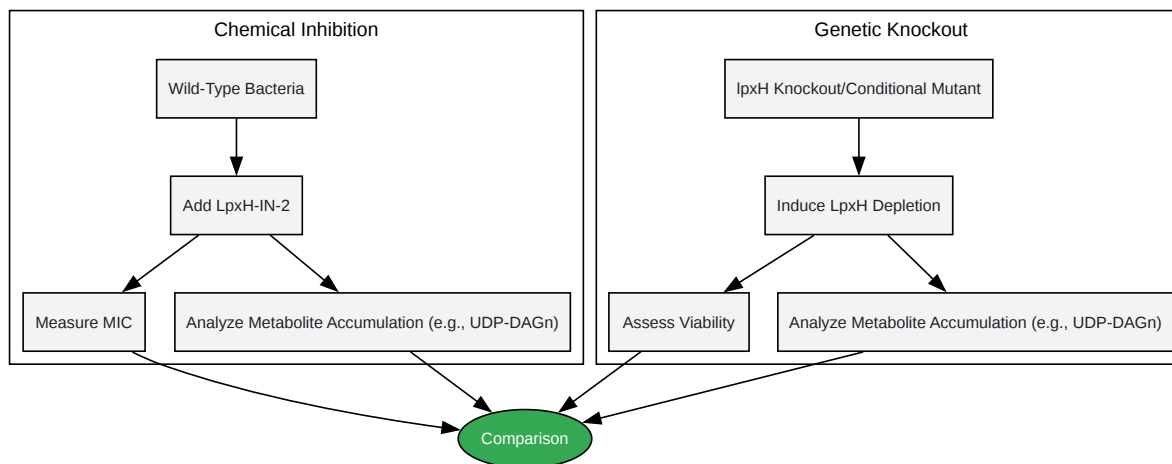 Chemical Inhibition
Wild-Type Bacteria
Add LpxH-IN-2
Measure MIC
Analyze Metabolite Accumulation (e.g., UDP-DAGn)
Genetic Knockout
lpxH Knockout/Conditional Mutant
Induce LpxH Depletion
Assess Viability
Analyze Metabolite Accumulation (e.g., UDP-DAGn)
Comparison